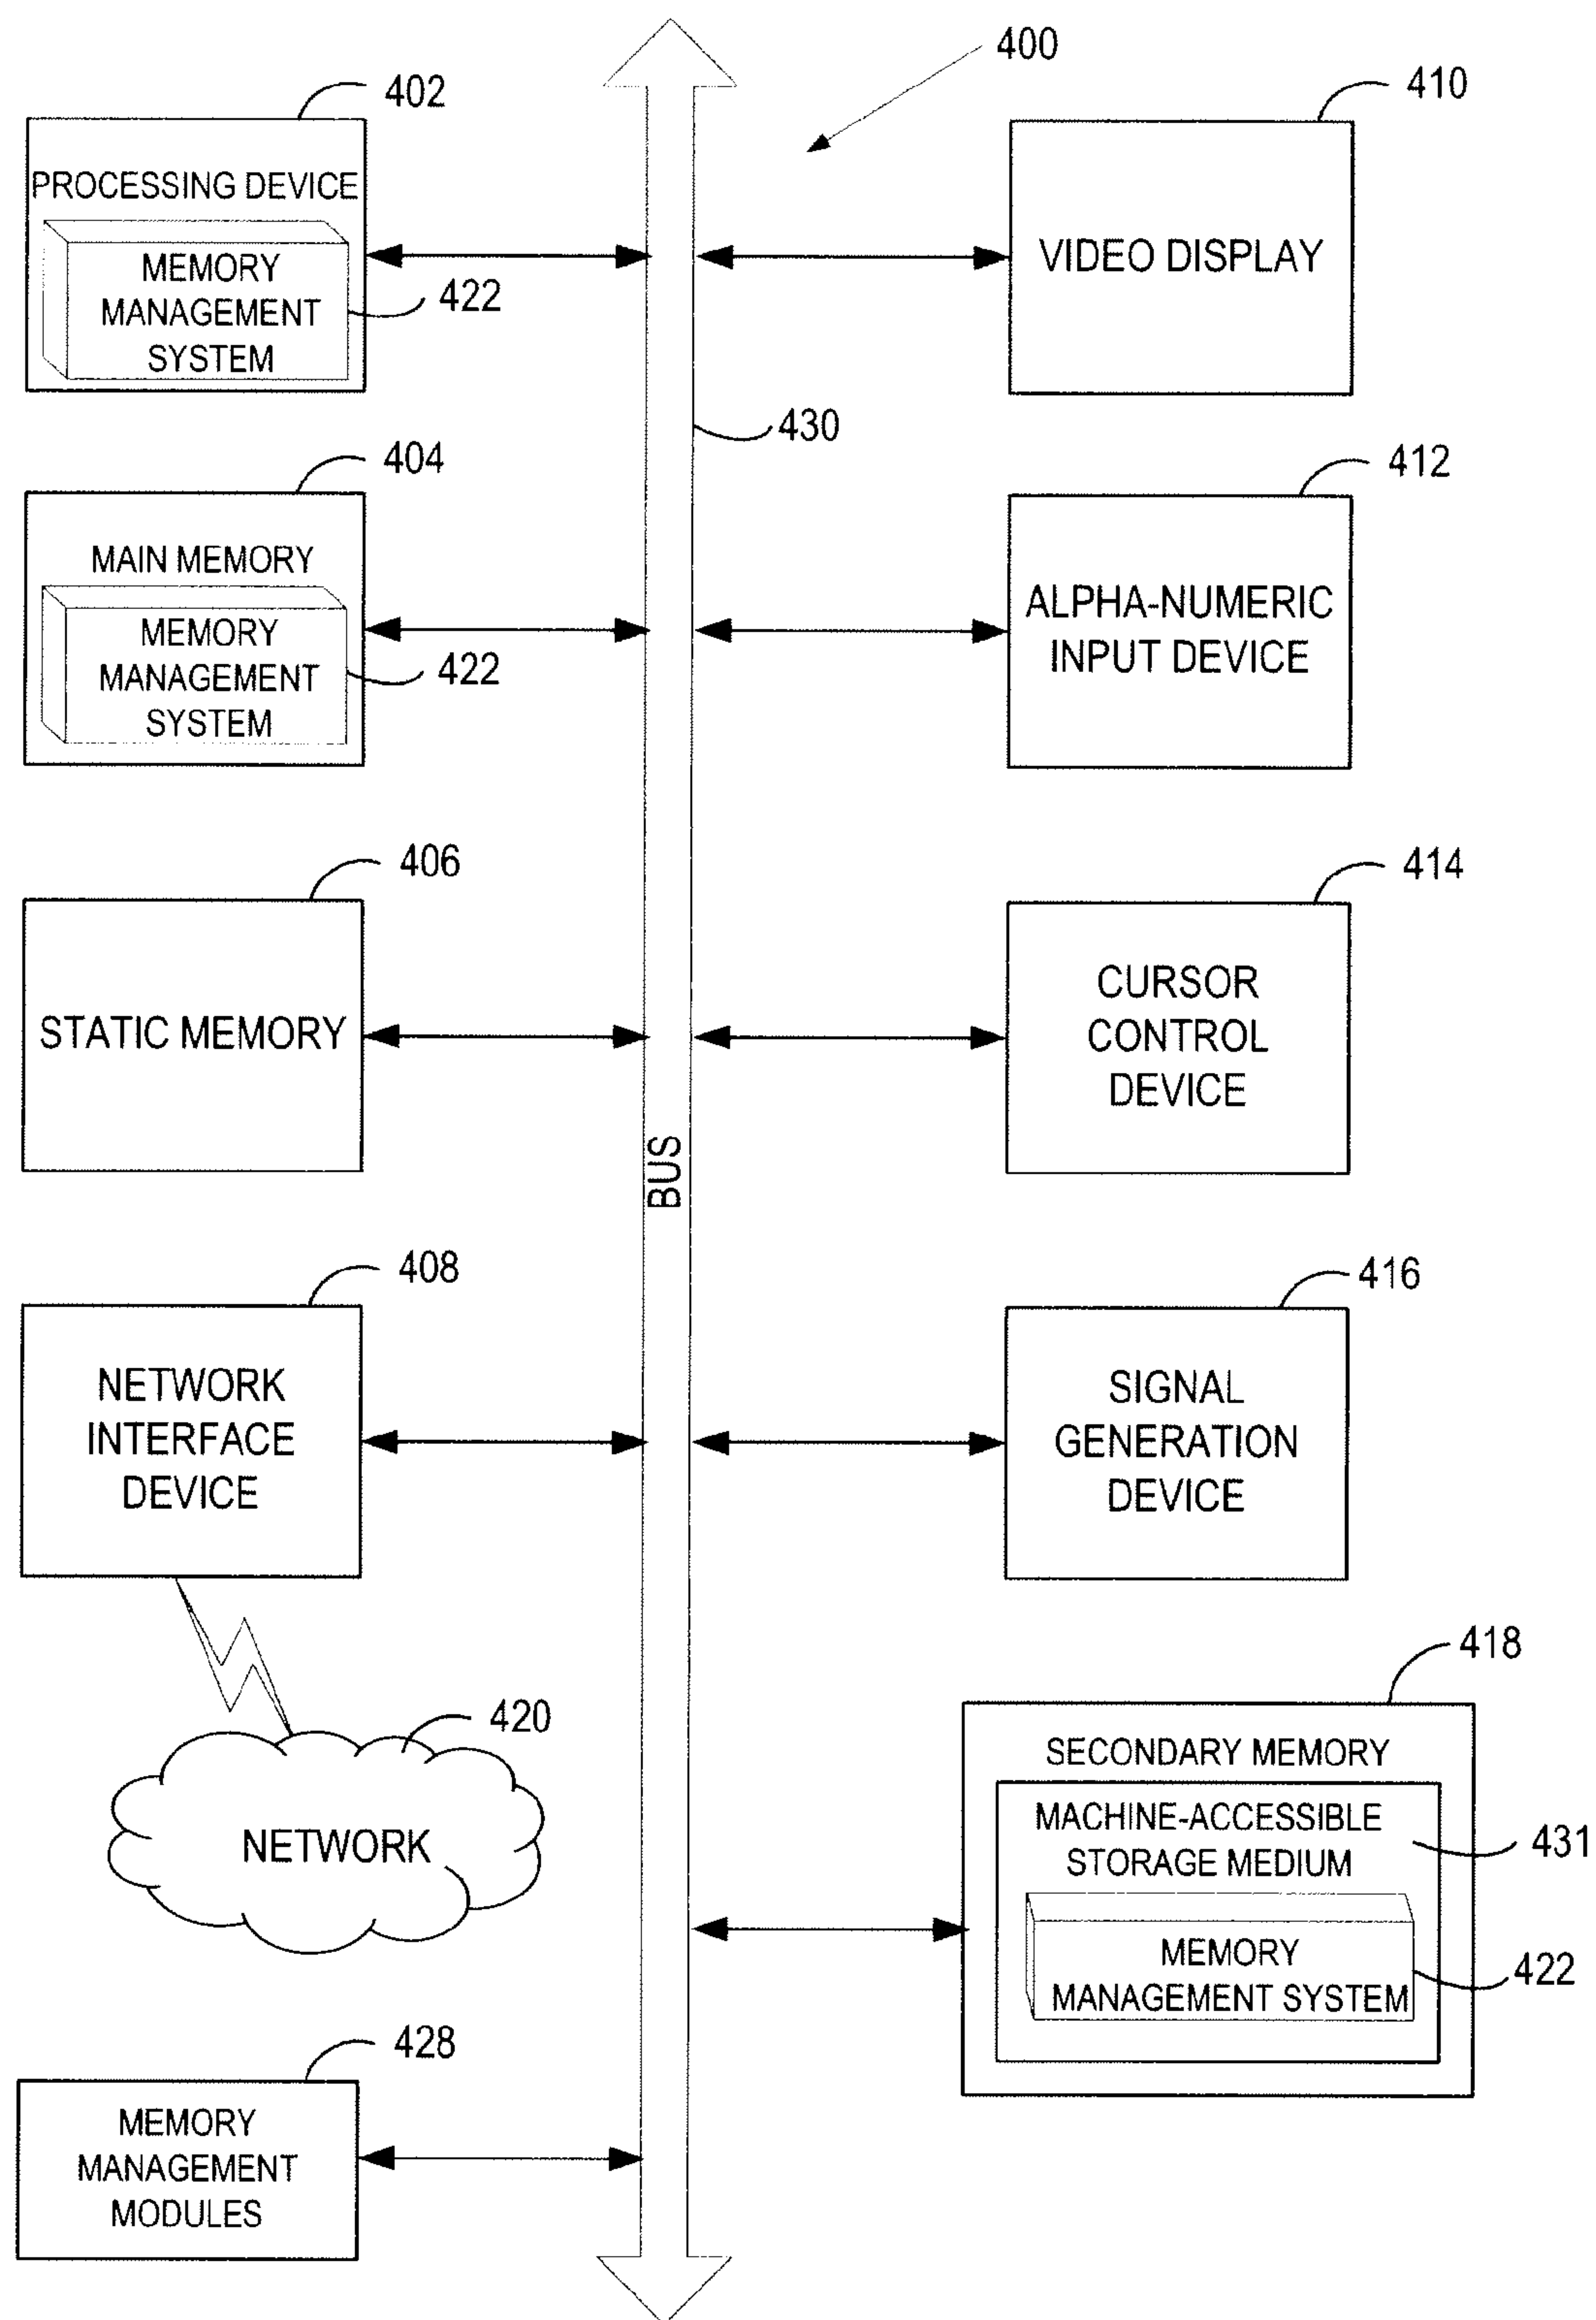 400
402
PROCESSING DEVICE
MEMORY
MANAGEMENT
SYSTEM
422
410
VIDEO DISPLAY
430
404
MAIN MEMORY
MEMORY
MANAGEMENT
SYSTEM
422
412
ALPHA-NUMERIC
INPUT DEVICE
406
STATIC MEMORY
414
CURSOR
CONTROL
DEVICE
BUS
408
NETWORK
INTERFACE
DEVICE
416
SIGNAL
GENERATION
DEVICE
420
NETWORK
418
SECONDARY MEMORY
MACHINE-ACCESSIBLE
STORAGE MEDIUM
431
MEMORY
MANAGEMENT SYSTEM
422
428
MEMORY
MANAGEMENT
MODULES